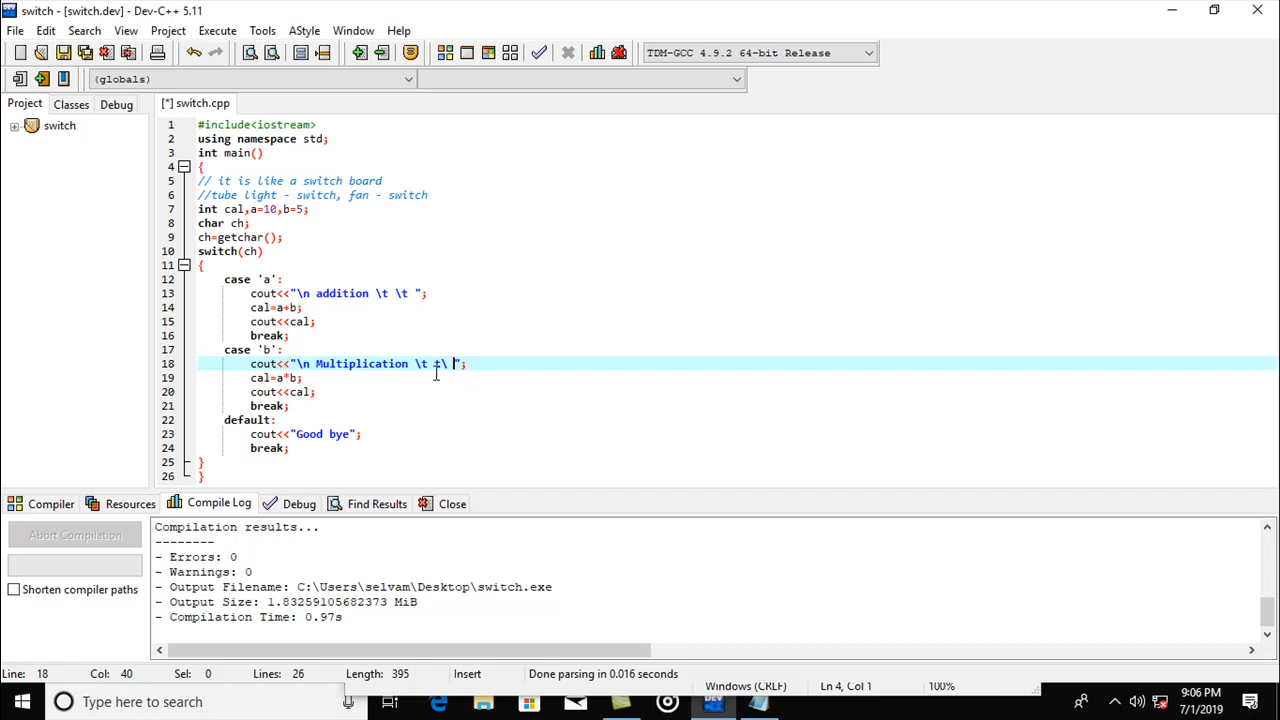 switch - [switch.dev] - Dev-C++ 5.11
File Edit Search View Project Execute Tools AStyle Window Help
TDM-GCC 4.9.2 64-bit Release
(globals)
Project Classes Debug [*] switch.cpp
switch
1 #include<iostream>
2 using namespace std;
3 int main()
4 {
5 // it is like a switch board
6 //tube light - switch, fan - switch
7 int cal,a=10,b=5;
8 char ch;
9 ch=getchar();
10 switch(ch)
11 {
12 case 'a':
13 cout<<"\n addition \t \t ";
14 cal=a+b;
15 cout<<cal;
16 break;
17 case 'b':
18 cout<<"\n Multiplication \t t\ ";
19 cal=a*b;
20 cout<<cal;
21 break;
22 default:
23 cout<<"Good bye";
24 break;
25 }
26 }
Compiler Resources Compile Log Debug Find Results Close
Abort Compilation
Shorten compiler paths
Compilation results...
--------
- Errors: 0
- Warnings: 0
- Output Filename: C:\Users\selvam\Desktop\switch.exe
- Output Size: 1.83259105682373 MiB
- Compilation Time: 0.97s
Line: 18 Col: 40 Sel: 0 Lines: 26 Length: 395 Insert Done parsing in 0.016 seconds
Windows (CRLF) Ln 4, Col 1 100%
Type here to search
DEV
9:06 PM
7/1/2019